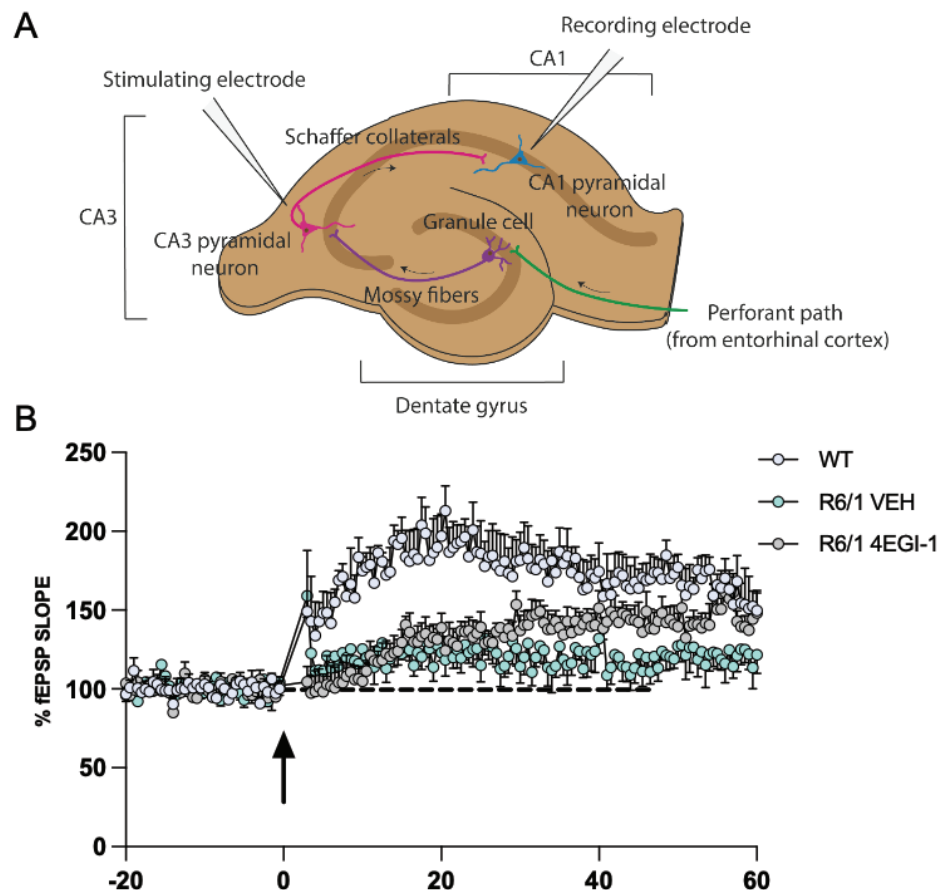 A
Recording electrode
CA1
Stimulating electrode
Schaffer collaterals
CA3
CA1 pyramidal
neuron
Granule cell
CA3 pyramidal
neuron
Mossy fibers
Perforant path
(from entorhinal cortex)
Dentate gyrus
B
250
200
150
100
50
0
% fEPSP SLOPE
-20
0
20
40
60
WT
R6/1 VEH
R6/1 4EGI-1